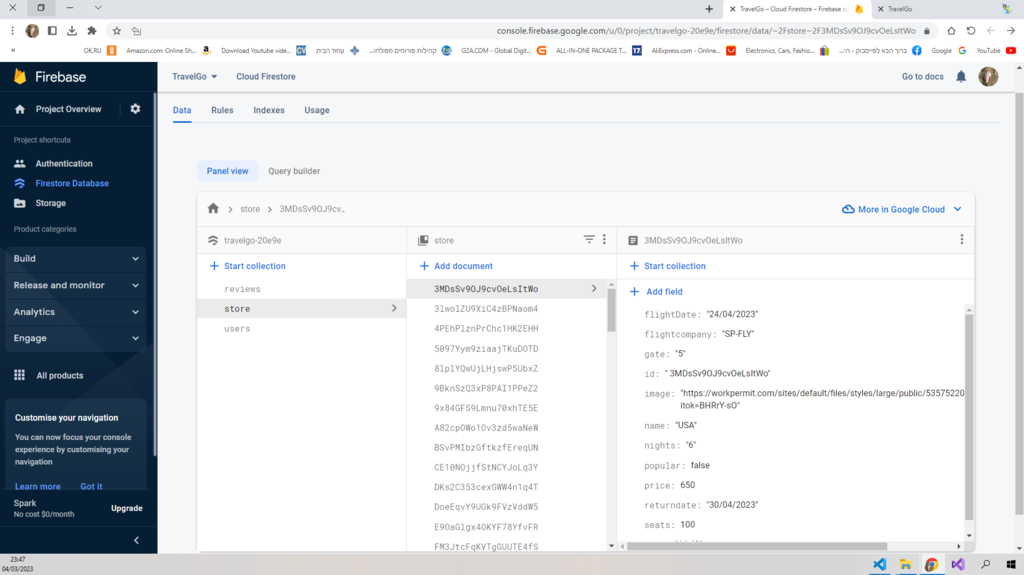 TravelGo – Cloud Firestore – Firebase co
TravelGo
console.firebase.google.com/u/0/project/travelgo-20e9e/firestore/data/~2Fstore~2F3MDsSv9OJ9cvOeLsItWo
«
OK.RU
Amazon.com: Online Sh...
Download Youtube vide...
עמוד הבית
קהילות פורומים מומלצו...
G2A.COM - Global Digit...
ALL-IN-ONE PACKAGE T...
AliExpress.com - Online...
Electronics, Cars, Fashio...
ברוך הבא לפייסבוק - הי...
Google
YouTube
Firebase
TravelGo
Cloud Firestore
Go to docs
Project Overview
Data
Rules
Indexes
Usage
Project shortcuts
Authentication
Firestore Database
Storage
Product categories
Build
Release and monitor
Analytics
Engage
All products
Customise your navigation
You can now focus your console
experience by customising your
navigation
Learn more
Got it
Spark
No cost $0/month
Upgrade
Panel view
Query builder
store
3MDsSv9OJ9cv...
More in Google Cloud
travelgo-20e9e
+ Start collection
reviews
store
users
store
+ Add document
3MDsSv9OJ9cvOeLsItWo
3lwolZU9XiC4zBPNaom4
4PEhPlznPrChc1HK2EHH
5097Yym9ziaajTKuDOTD
8lplYQwUjLHjswP5UbxZ
9BknSzQ3xP8PAI1PPeZ2
9x84GFS9Lmnu70xhTE5E
A82cpOWo1Ov3zd5waNeW
BSvPMIbzGftkzfEreqUN
CE10NOjjfStNCYJoLq3Y
DKs2C353cexGWW4n1q4T
DoeEqvY9UGk9FVzVddW5
E9OaGlgx4OKYF78YfvFR
FM3JtcFqKVTgGUUTE4fS
3MDsSv9OJ9cvOeLsItWo
+ Start collection
+ Add field
flightDate: "24/04/2023"
flightcompany: "SP-FLY"
gate: "5"
id: " 3MDsSv9OJ9cvOeLsItWo"
image: "https://workpermit.com/sites/default/files/styles/large/public/53575220
itok=BHRrY-sO"
name: "USA"
nights: "6"
popular: false
price: 650
returndate: "30/04/2023"
seats: 100
23:47
04/03/2023